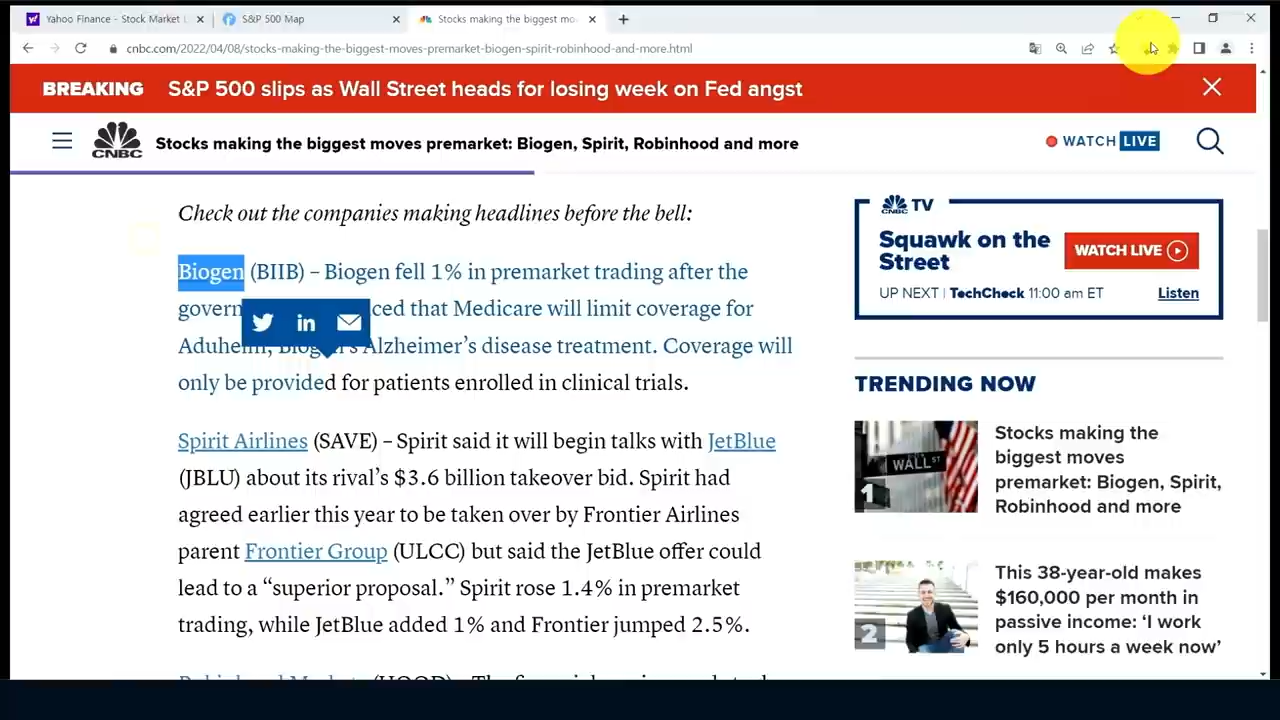 Yahoo Finance - Stock Market L
S&P 500 Map
Stocks making the biggest mo
cnbc.com/2022/04/08/stocks-making-the-biggest-moves-premarket-biogen-spirit-robinhood-and-more.html
BREAKING S&P 500 slips as Wall Street heads for losing week on Fed angst
CNBC
Stocks making the biggest moves premarket: Biogen, Spirit, Robinhood and more
WATCH LIVE
Check out the companies making headlines before the bell:
Biogen (BIIB) – Biogen fell 1% in premarket trading after the
govern ced that Medicare will limit coverage for
Alzheimer's disease treatment. Coverage will
only be provided for patients enrolled in clinical trials.
Spirit Airlines (SAVE) – Spirit said it will begin talks with JetBlue
(JBLU) about its rival's $3.6 billion takeover bid. Spirit had
agreed earlier this year to be taken over by Frontier Airlines
parent Frontier Group (ULCC) but said the JetBlue offer could
lead to a “superior proposal.” Spirit rose 1.4% in premarket
trading, while JetBlue added 1% and Frontier jumped 2.5%.
CNBC TV
Squawk on the
Street
WATCH LIVE
UP NEXT | TechCheck 11:00 am ET
Listen
TRENDING NOW
WALL ST
1
Stocks making the
biggest moves
premarket: Biogen, Spirit,
Robinhood and more
2
This 38-year-old makes
$160,000 per month in
passive income: ‘I work
only 5 hours a week now’